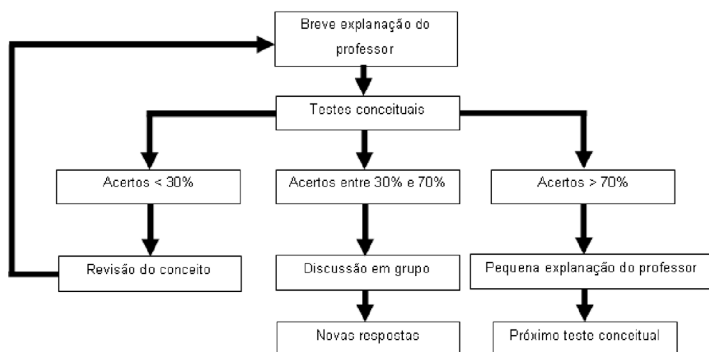 Breve explanação do
professor
Testes conceituais
Acertos < 30%
Acertos entre 30% e 70%
Acertos > 70%
Revisão do conceito
Discussão em grupo
Pequena explanação do professor
Novas respostas
Próximo teste conceitual